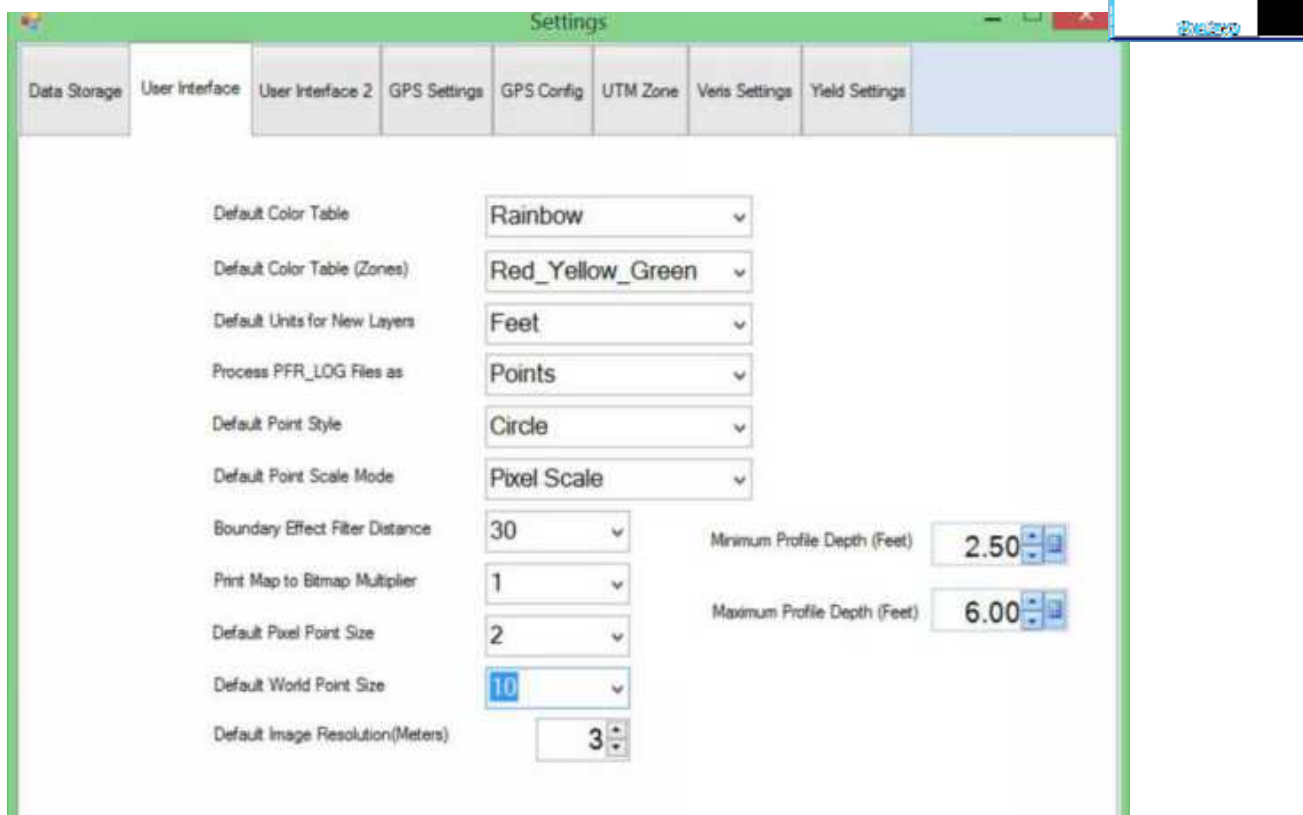 Settings
Data Storage User Interface User Interface 2 GPS Settings GPS Config UTM Zone Veris Settings Yield Settings
Default Color Table Rainbow
Default Color Table (Zones) Red_Yellow_Green
Default Units for New Layers Feet
Process PFR_LOG Files as Points
Default Point Style Circle
Default Point Scale Mode Pixel Scale
Boundary Effect Filter Distance 30
Minimum Profile Depth (Feet) 2.50
Print Map to Bitmap Multiplier 1
Maximum Profile Depth (Feet) 6.00
Default Pixel Point Size 2
Default World Point Size 10
Default Image Resolution(Meters) 3